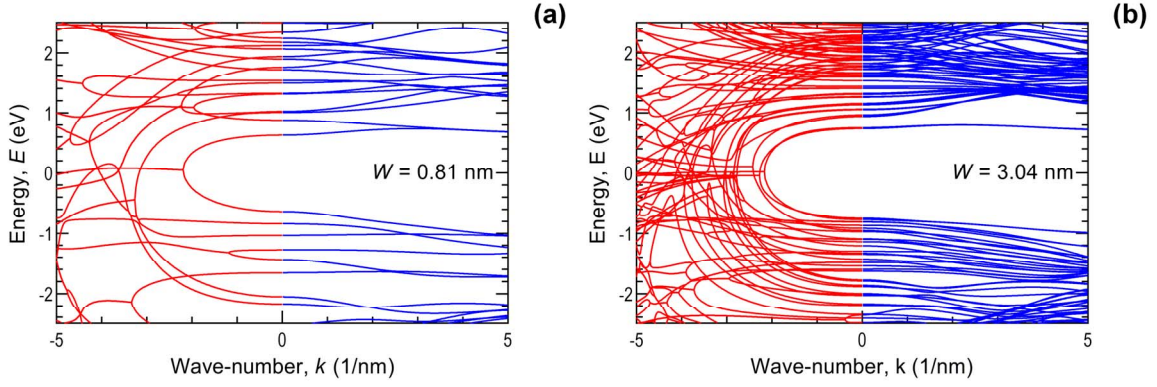 (a)
2
1
0
-1
-2
-5
0
5
Energy, E (eV)
W = 0.81 nm
Wave-number, k (1/nm)
(b)
2
1
0
-1
-2
-5
0
5
Energy, E (eV)
W = 3.04 nm
Wave-number, k (1/nm)